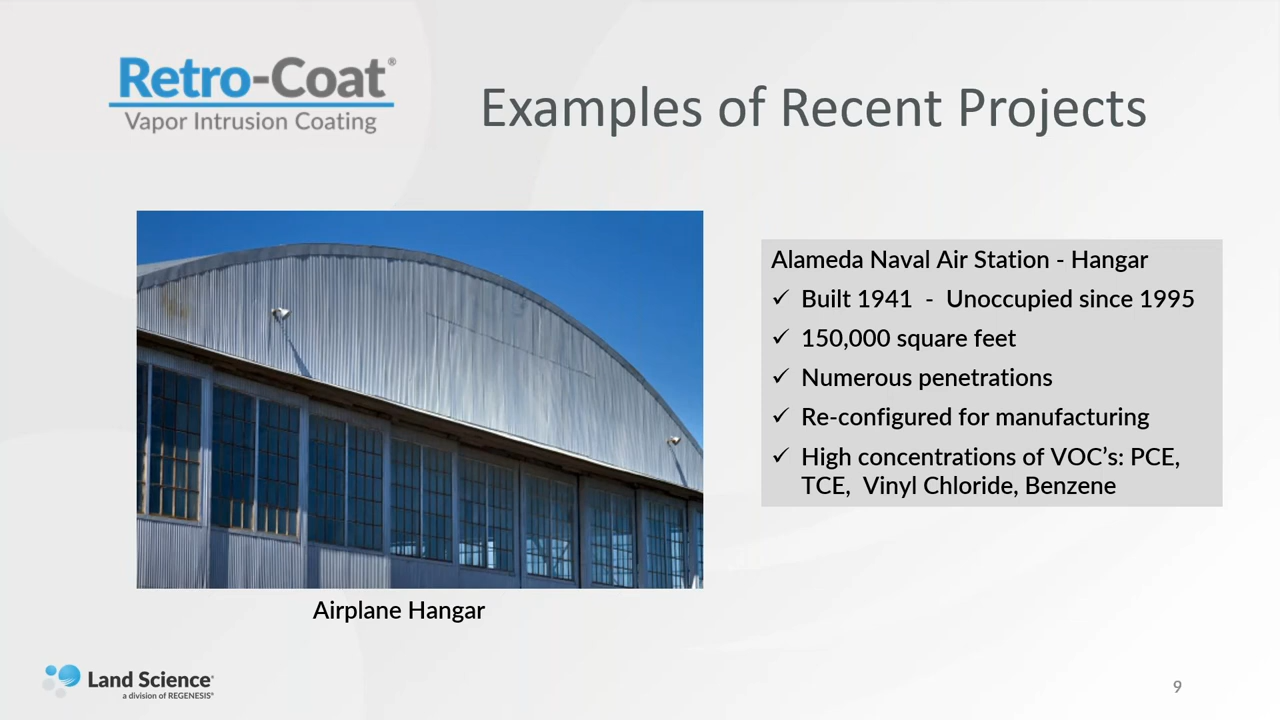 Retro-Coat®
Vapor Intrusion Coating
Examples of Recent Projects
Alameda Naval Air Station - Hangar
✓ Built 1941 - Unoccupied since 1995
✓ 150,000 square feet
✓ Numerous penetrations
✓ Re-configured for manufacturing
✓ High concentrations of VOC’s: PCE,
TCE, Vinyl Chloride, Benzene
Airplane Hangar
Land Science®
a division of REGENESIS®
9